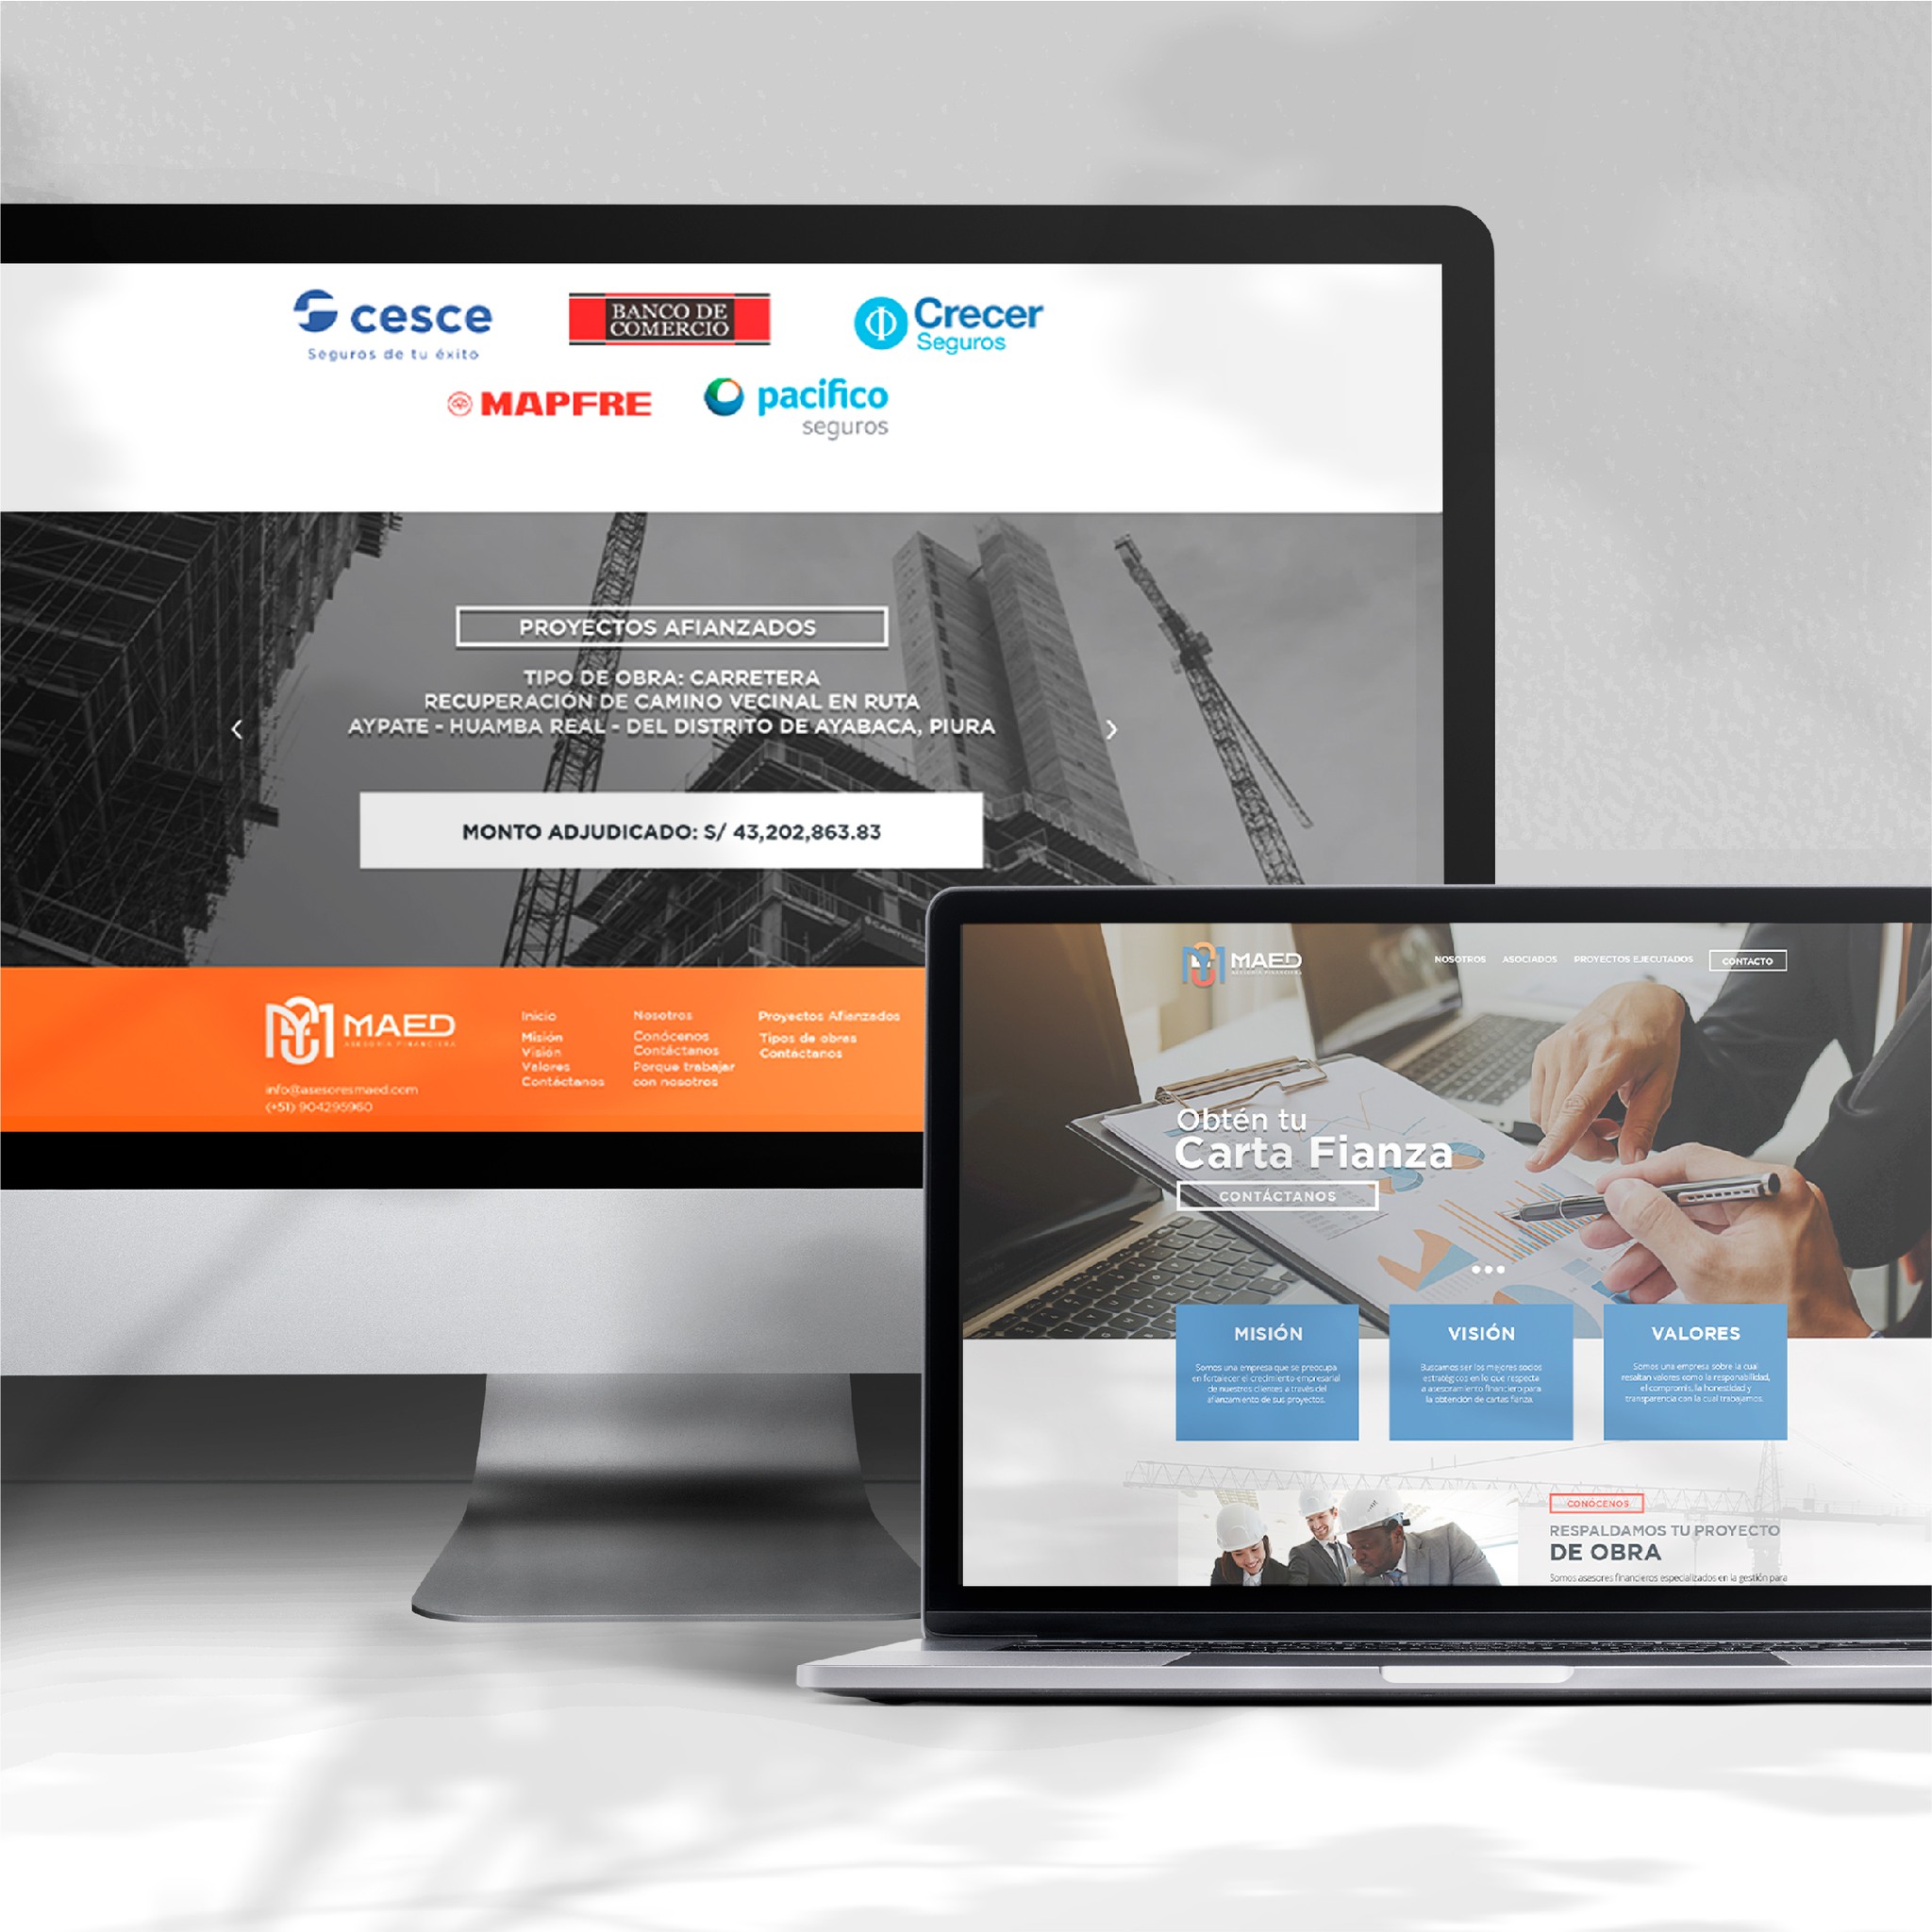 cesce
Seguros de tu éxito
BANCO DE
COMERCIO
Crecer
Seguros
MAPFRE
pacífico
seguros
PROYECTOS AFIANZADOS
TIPO DE OBRA: CARRETERA
RECUPERACIÓN DE CAMINO VECINAL EN RUTA
AYPATE - HUAMBA REAL - DEL DISTRITO DE AYABACA, PIURA
MONTO ADJUDICADO: S/ 43,202,863.83
MAED
ASESORÍA FINANCIERA
info@asesoresmaed.com
(+51) 904295960
Inicio
Misión
Visión
Valores
Contáctanos
Nosotros
Conócenos
Contáctanos
Porque trabajar
con nosotros
Proyectos Afianzados
Tipos de obras
Contáctanos
MAED
ASESORÍA FINANCIERA
NOSOTROS
ASOCIADOS
PROYECTOS EJECUTADOS
CONTACTO
Obtén tu
Carta Fianza
CONTÁCTANOS
MISIÓN
Somos una empresa que se preocupa
en fortalecer el crecimiento empresarial
de nuestros clientes a través del
afianzamiento de sus proyectos.
VISIÓN
Buscamos ser los mejores socios
estratégicos en lo que respecta
a asesoramiento financiero para
la obtención de cartas fianza.
VALORES
Somos una empresa sobre la cual
resaltan valores como la responabilidad,
el compromis, la honestidad y
transparencia con la cual trabajamos.
CONÓCENOS
RESPALDAMOS TU PROYECTO
DE OBRA
Somos asesores financieros especializados en la gestión para